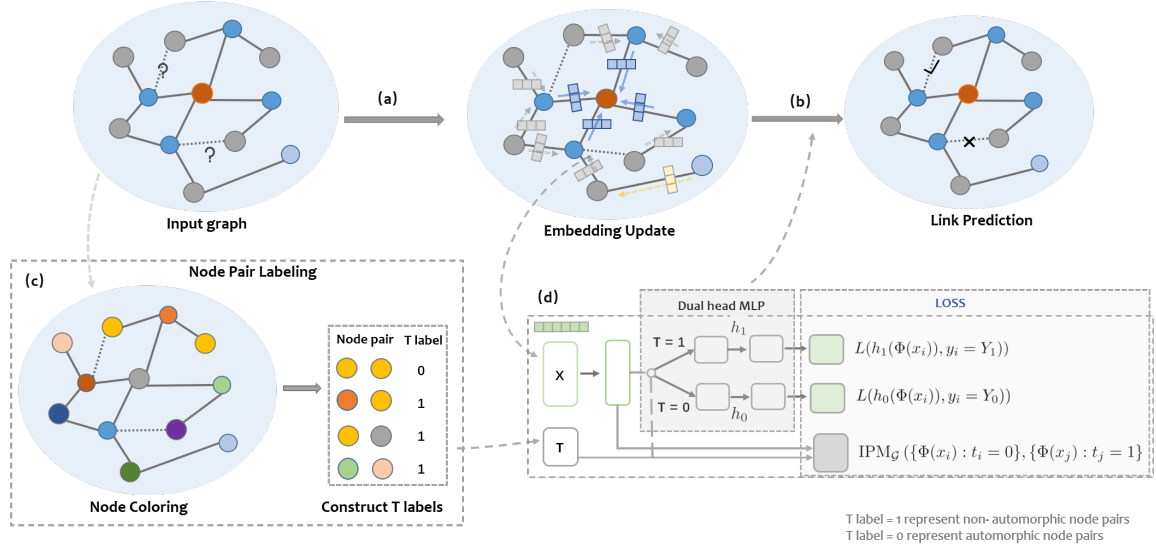 ?
?
(a)
(b)
Input graph
Embedding Update
Link Prediction
(c)
Node Pair Labeling
Node pair T label
0
1
1
1
Node Coloring
Construct T labels
(d)
Dual head MLP
LOSS
X
T
T = 1
h₁
T = 0
h₀
L(h₁(Φ(xᵢ)), yᵢ = Y₁))
L(h₀(Φ(xᵢ)), yᵢ = Y₀))
IPM_𝒢 ({Φ(xᵢ) : tᵢ = 0}, {Φ(xⱼ) : tⱼ = 1}
T label = 1 represent non- automorphic node pairs
T label = 0 represent automorphic node pairs